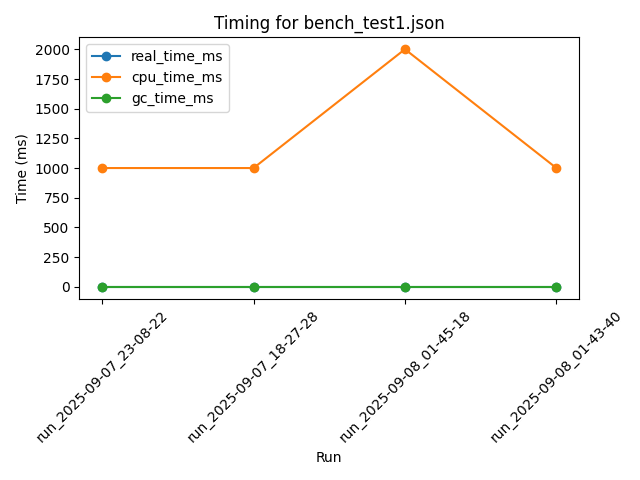 Timing for bench_test1.json
real_time_ms
cpu_time_ms
gc_time_ms
Time (ms)
2000
1750
1500
1250
1000
750
500
250
0
run_2025-09-07_23-08-22
run_2025-09-07_18-27-28
run_2025-09-08_01-45-18
run_2025-09-08_01-43-40
Run